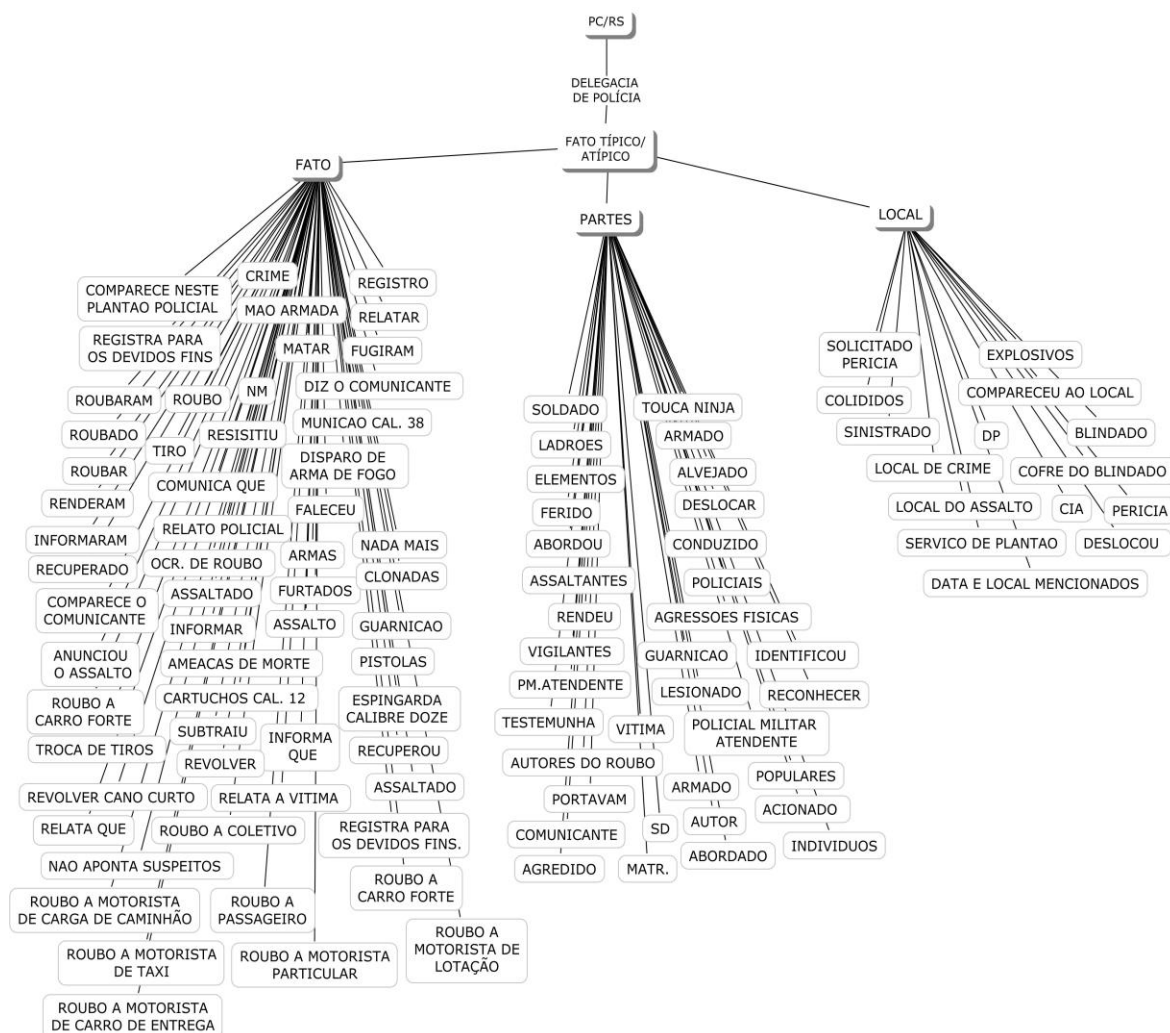 PC/RS
DELEGACIA
DE POLÍCIA
FATO TÍPICO/
ATÍPICO
FATO
COMPARECE NESTE
PLANTAO POLICIAL
CRIME
REGISTRO
MAO ARMADA
RELATAR
REGISTRA PARA
OS DEVIDOS FINS
MATAR
FUGIRAM
ROUBARAM
ROUBO
NM
DIZ O COMUNICANTE
ROUBADO
TIRO
RESISITIU
MUNICAO CAL. 38
ROUBAR
DISPARO DE
ARMA DE FOGO
COMUNICA QUE
RENDERAM
FALECEU
RELATO POLICIAL
INFORMARAM
ARMAS
NADA MAIS
RECUPERADO
OCR. DE ROUBO
CLONADAS
ASSALTADO
FURTADOS
COMPARECE O
COMUNICANTE
INFORMAR
ASSALTO
GUARNICAO
ANUNCIOU
O ASSALTO
AMEACAS DE MORTE
PISTOLAS
ROUBO A
CARRO FORTE
CARTUCHOS CAL. 12
ESPINGARDA
CALIBRE DOZE
TROCA DE TIROS
SUBTRAIU
INFORMA
QUE
RECUPEROU
REVOLVER
ASSALTADO
REVOLVER CANO CURTO
RELATA A VITIMA
RELATA QUE
ROUBO A COLETIVO
REGISTRA PARA
OS DEVIDOS FINS.
NAO APONTA SUSPEITOS
ROUBO A
CARRO FORTE
ROUBO A MOTORISTA
DE CARGA DE CAMINHÃO
ROUBO A
PASSAGEIRO
ROUBO A
MOTORISTA DE
LOTAÇÃO
ROUBO A MOTORISTA
DE TAXI
ROUBO A MOTORISTA
PARTICULAR
ROUBO A MOTORISTA
DE CARRO DE ENTREGA
PARTES
SOLDADO
TOUCA NINJA
LADROES
ARMADO
ELEMENTOS
ALVEJADO
FERIDO
DESLOCAR
ABORDOU
CONDUZIDO
ASSALTANTES
POLICIAIS
RENDEU
AGRESSOES FISICAS
VIGILANTES
GUARNICAO
IDENTIFICOU
PM.ATENDENTE
LESIONADO
RECONHECER
TESTEMUNHA
VITIMA
POLICIAL MILITAR
ATENDENTE
AUTORES DO ROUBO
POPULARES
PORTAVAM
ARMADO
ACIONADO
COMUNICANTE
SD
AUTOR
INDIVIDUOS
AGREDIDO
MATR.
ABORDADO
LOCAL
SOLICITADO
PERICIA
EXPLOSIVOS
COLIDIDOS
COMPARECEU AO LOCAL
SINISTRADO
DP
BLINDADO
LOCAL DE CRIME
COFRE DO BLINDADO
LOCAL DO ASSALTO
CIA
PERICIA
SERVICO DE PLANTAO
DESLOCOU
DATA E LOCAL MENCIONADOS